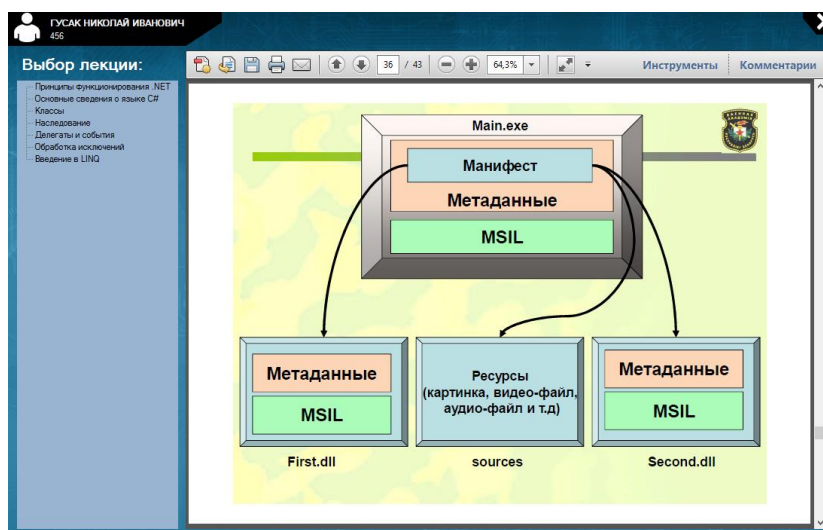 ГУСАК НИКОЛАЙ ИВАНОВИЧ
456
Выбор лекции:
Принципы функционирования .NET
Основные сведения о языке C#
Классы
Наследование
Делегаты и события
Обработка исключений
Введение в LINQ
36 / 43
64,3%
Инструменты
Комментарии
Main.exe
Манифест
Метаданные
MSIL
Метаданные
MSIL
First.dll
Ресурсы
(картинка, видео-файл,
аудио-файл и т.д)
sources
Метаданные
MSIL
Second.dll